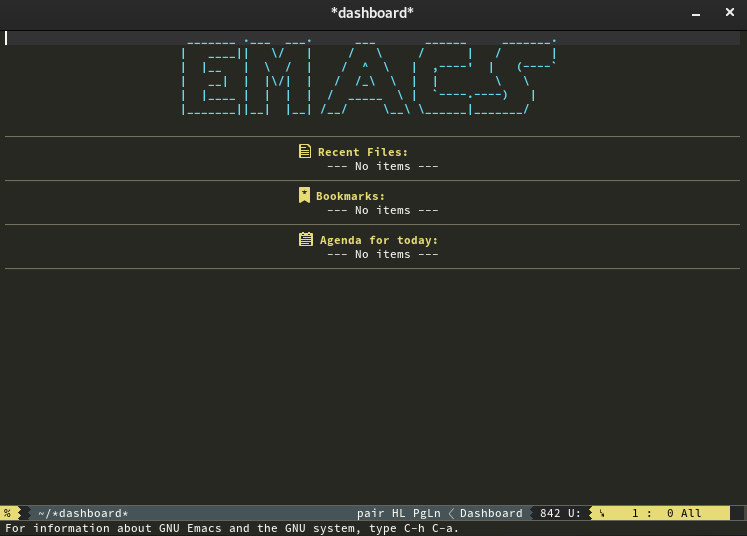 *dashboard*
EMACS
Recent Files:
--- No items ---
Bookmarks:
--- No items ---
Agenda for today:
--- No items ---
% ~/*dashboard* pair HL PgLn Dashboard 842 U: 1 : 0 All
For information about GNU Emacs and the GNU system, type C-h C-a.